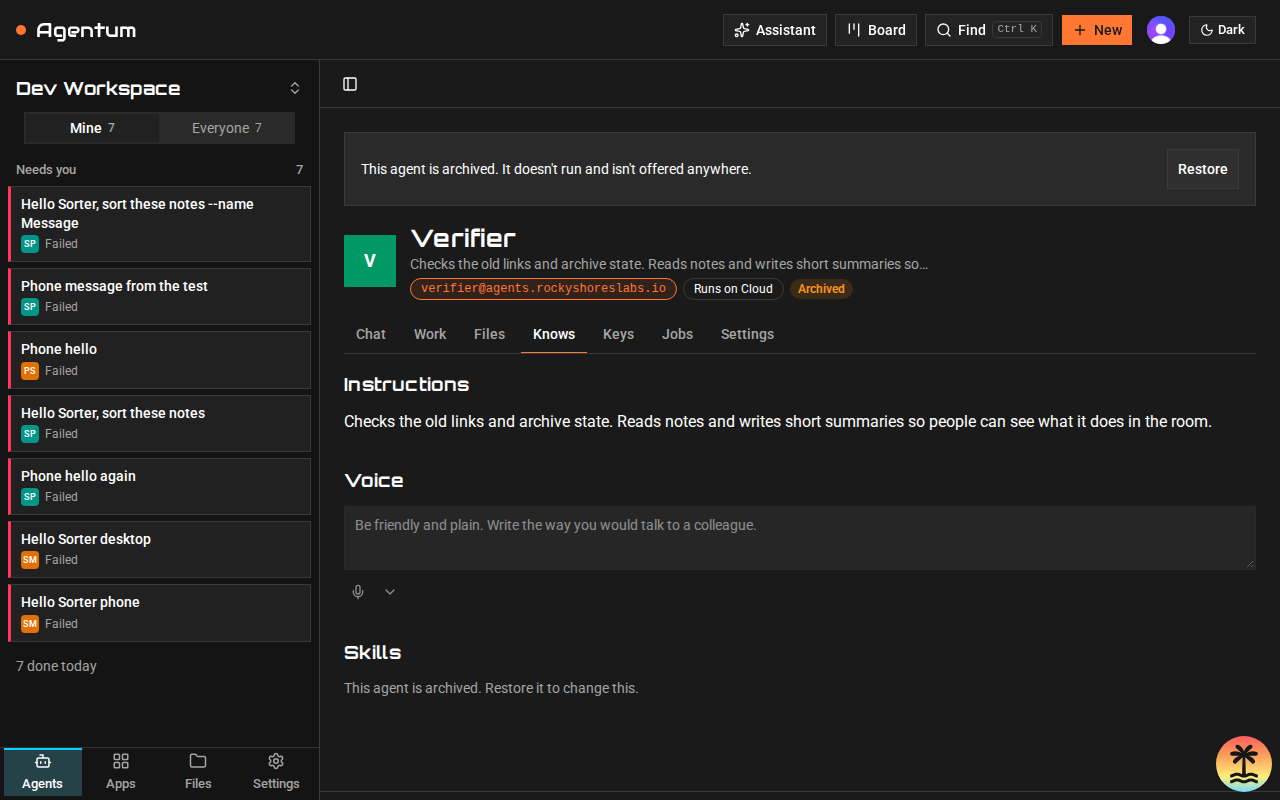 Agentum
Assistant
Board
Find Ctrl K
New
Dark
Dev Workspace
Mine 7
Everyone 7
Needs you 7
Hello Sorter, sort these notes --name
Message
SP Failed
Phone message from the test
SP Failed
Phone hello
PS Failed
Hello Sorter, sort these notes
SP Failed
Phone hello again
SP Failed
Hello Sorter desktop
SM Failed
Hello Sorter phone
SM Failed
7 done today
Agents
Apps
Files
Settings
This agent is archived. It doesn't run and isn't offered anywhere.
Restore
V
Verifier
Checks the old links and archive state. Reads notes and writes short summaries so…
verifier@agents.rockyshoreslabs.io
Runs on Cloud
Archived
Chat
Work
Files
Knows
Keys
Jobs
Settings
Instructions
Checks the old links and archive state. Reads notes and writes short summaries so people can see what it does in the room.
Voice
Be friendly and plain. Write the way you would talk to a colleague.
Skills
This agent is archived. Restore it to change this.